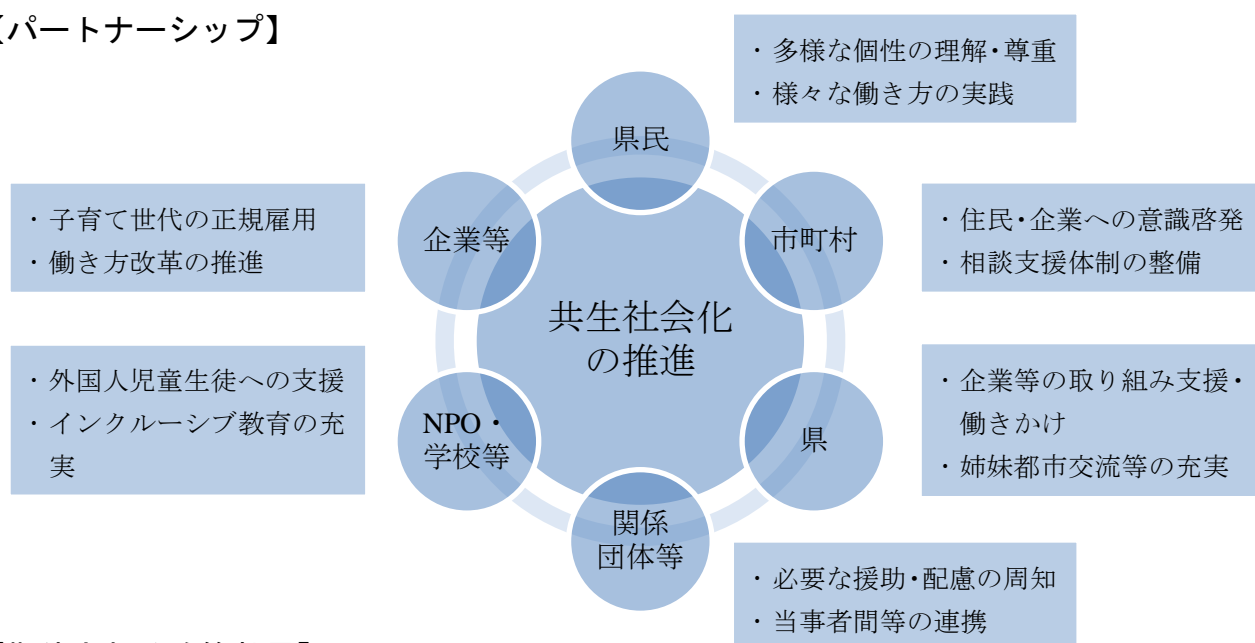 【パートナーシップ】
・多様な個性の理解・尊重
・様々な働き方の実践
県民
・子育て世代の正規雇用
・働き方改革の推進
企業等
市町村
・住民・企業への意識啓発
・相談支援体制の整備
共生社会化
の推進
・外国人児童生徒への支援
・インクルーシブ教育の充
実
NPO・
学校等
県
・企業等の取り組み支援・
働きかけ
・姉妹都市交流等の充実
関係
団体等
・必要な援助・配慮の周知
・当事者間等の連携